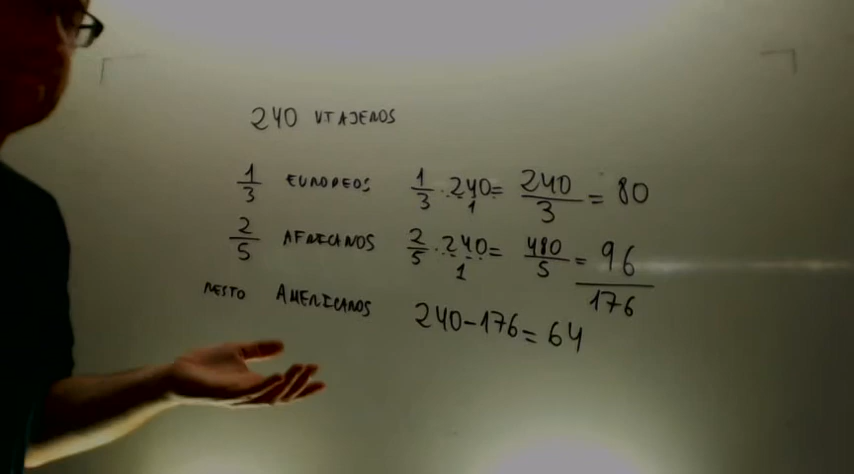 240 VIAJEROS
1/3 EUROPEOS 1/3 · 240/1 = 240/3 = 80
2/5 AFRICANOS 2/5 · 240/1 = 480/5 = 96
176
RESTO AMERICANOS 240-176=64